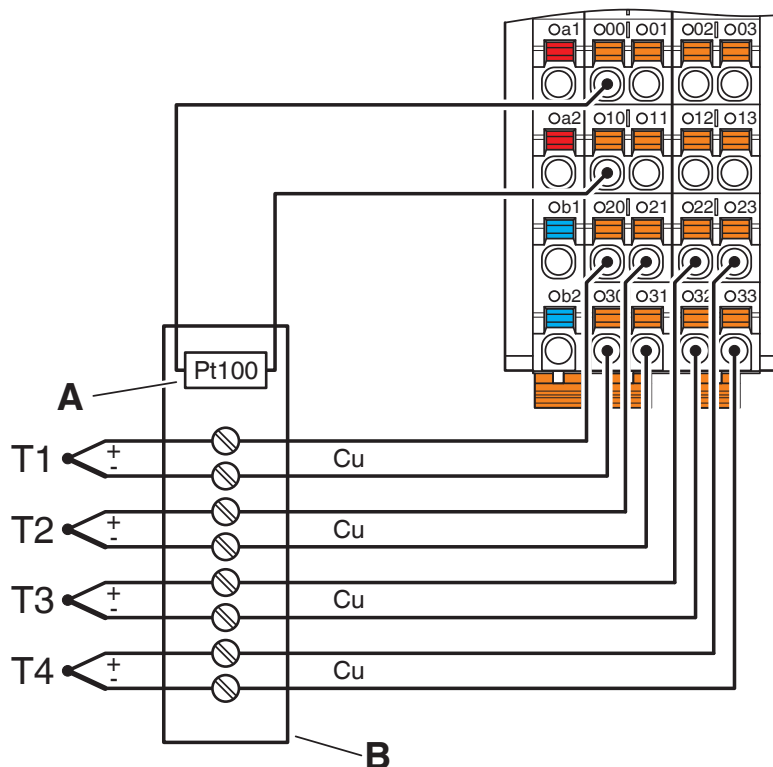 a1 00 01 02 03
a2 10 11 12 13
b1 20 21 22 23
b2 30 31 32 33
Pt100
A
T1 + - Cu
T2 + - Cu
T3 + - Cu
T4 + - Cu
B